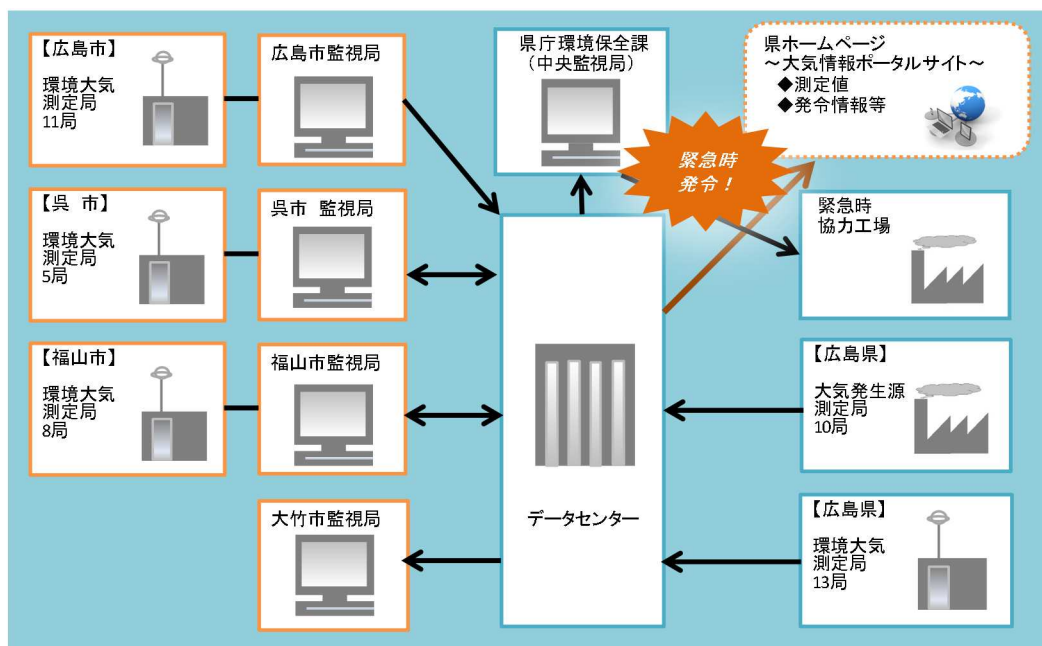 【広島市】
環境大気
測定局
11局
広島市監視局
県庁環境保全課
(中央監視局)
県ホームページ
～大気情報ポータルサイト～
◆測定値
◆発令情報等
緊急時
発令！
【呉 市】
環境大気
測定局
5局
呉市 監視局
緊急時
協力工場
【福山市】
環境大気
測定局
8局
福山市監視局
【広島県】
大気発生源
測定局
10局
大竹市監視局
データセンター
【広島県】
環境大気
測定局
13局